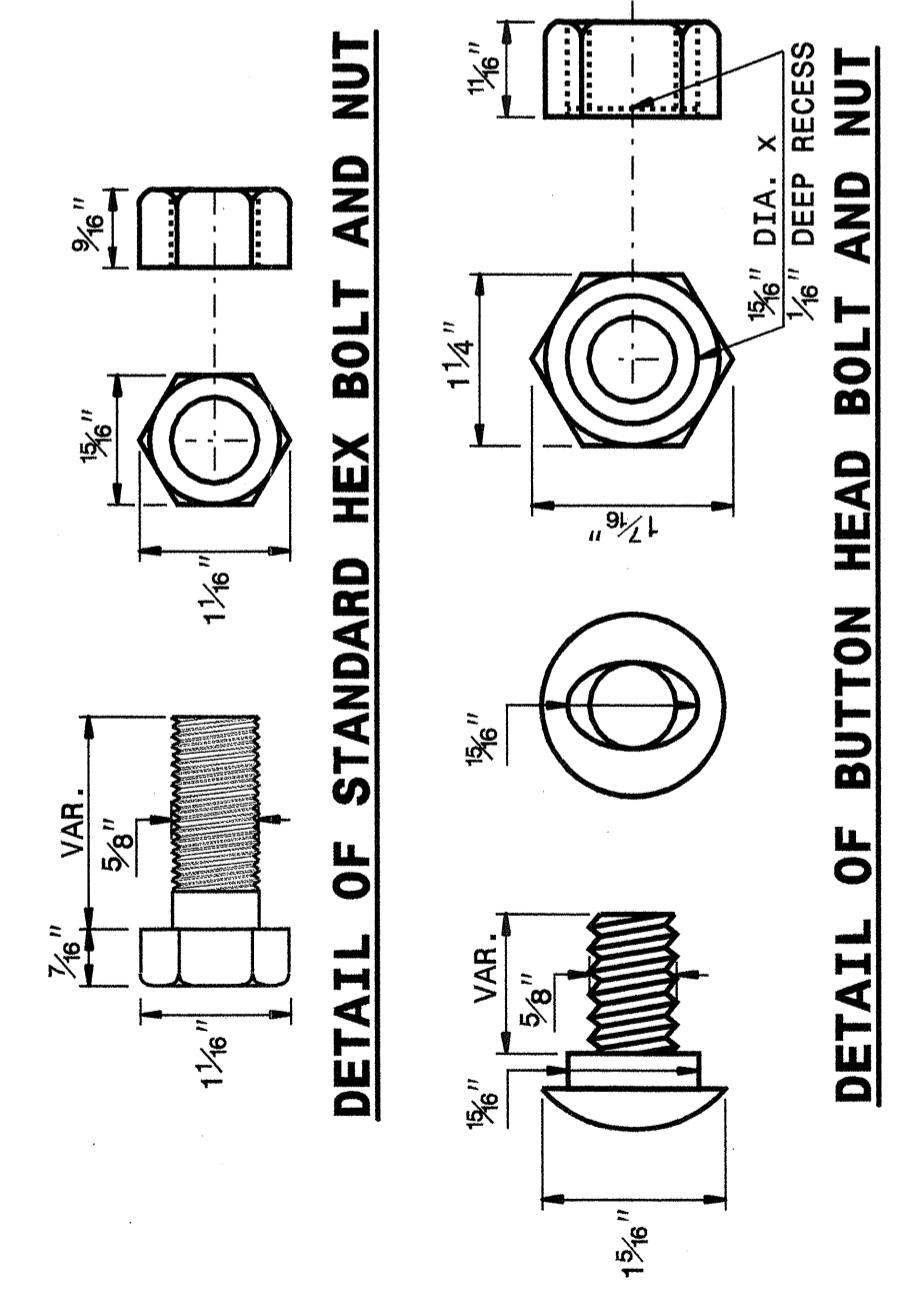 7/16"
VAR.
5/8"
1 1/16"
15/16"
1 1/16"
9/16"
DETAIL OF STANDARD HEX BOLT AND NUT
15/16"
VAR.
5/8"
1 5/16"
15/16"
1 1/4"
1 7/16"
11/16"
15/16" DIA. X
1/16" DEEP RECESS
DETAIL OF BUTTON HEAD BOLT AND NUT